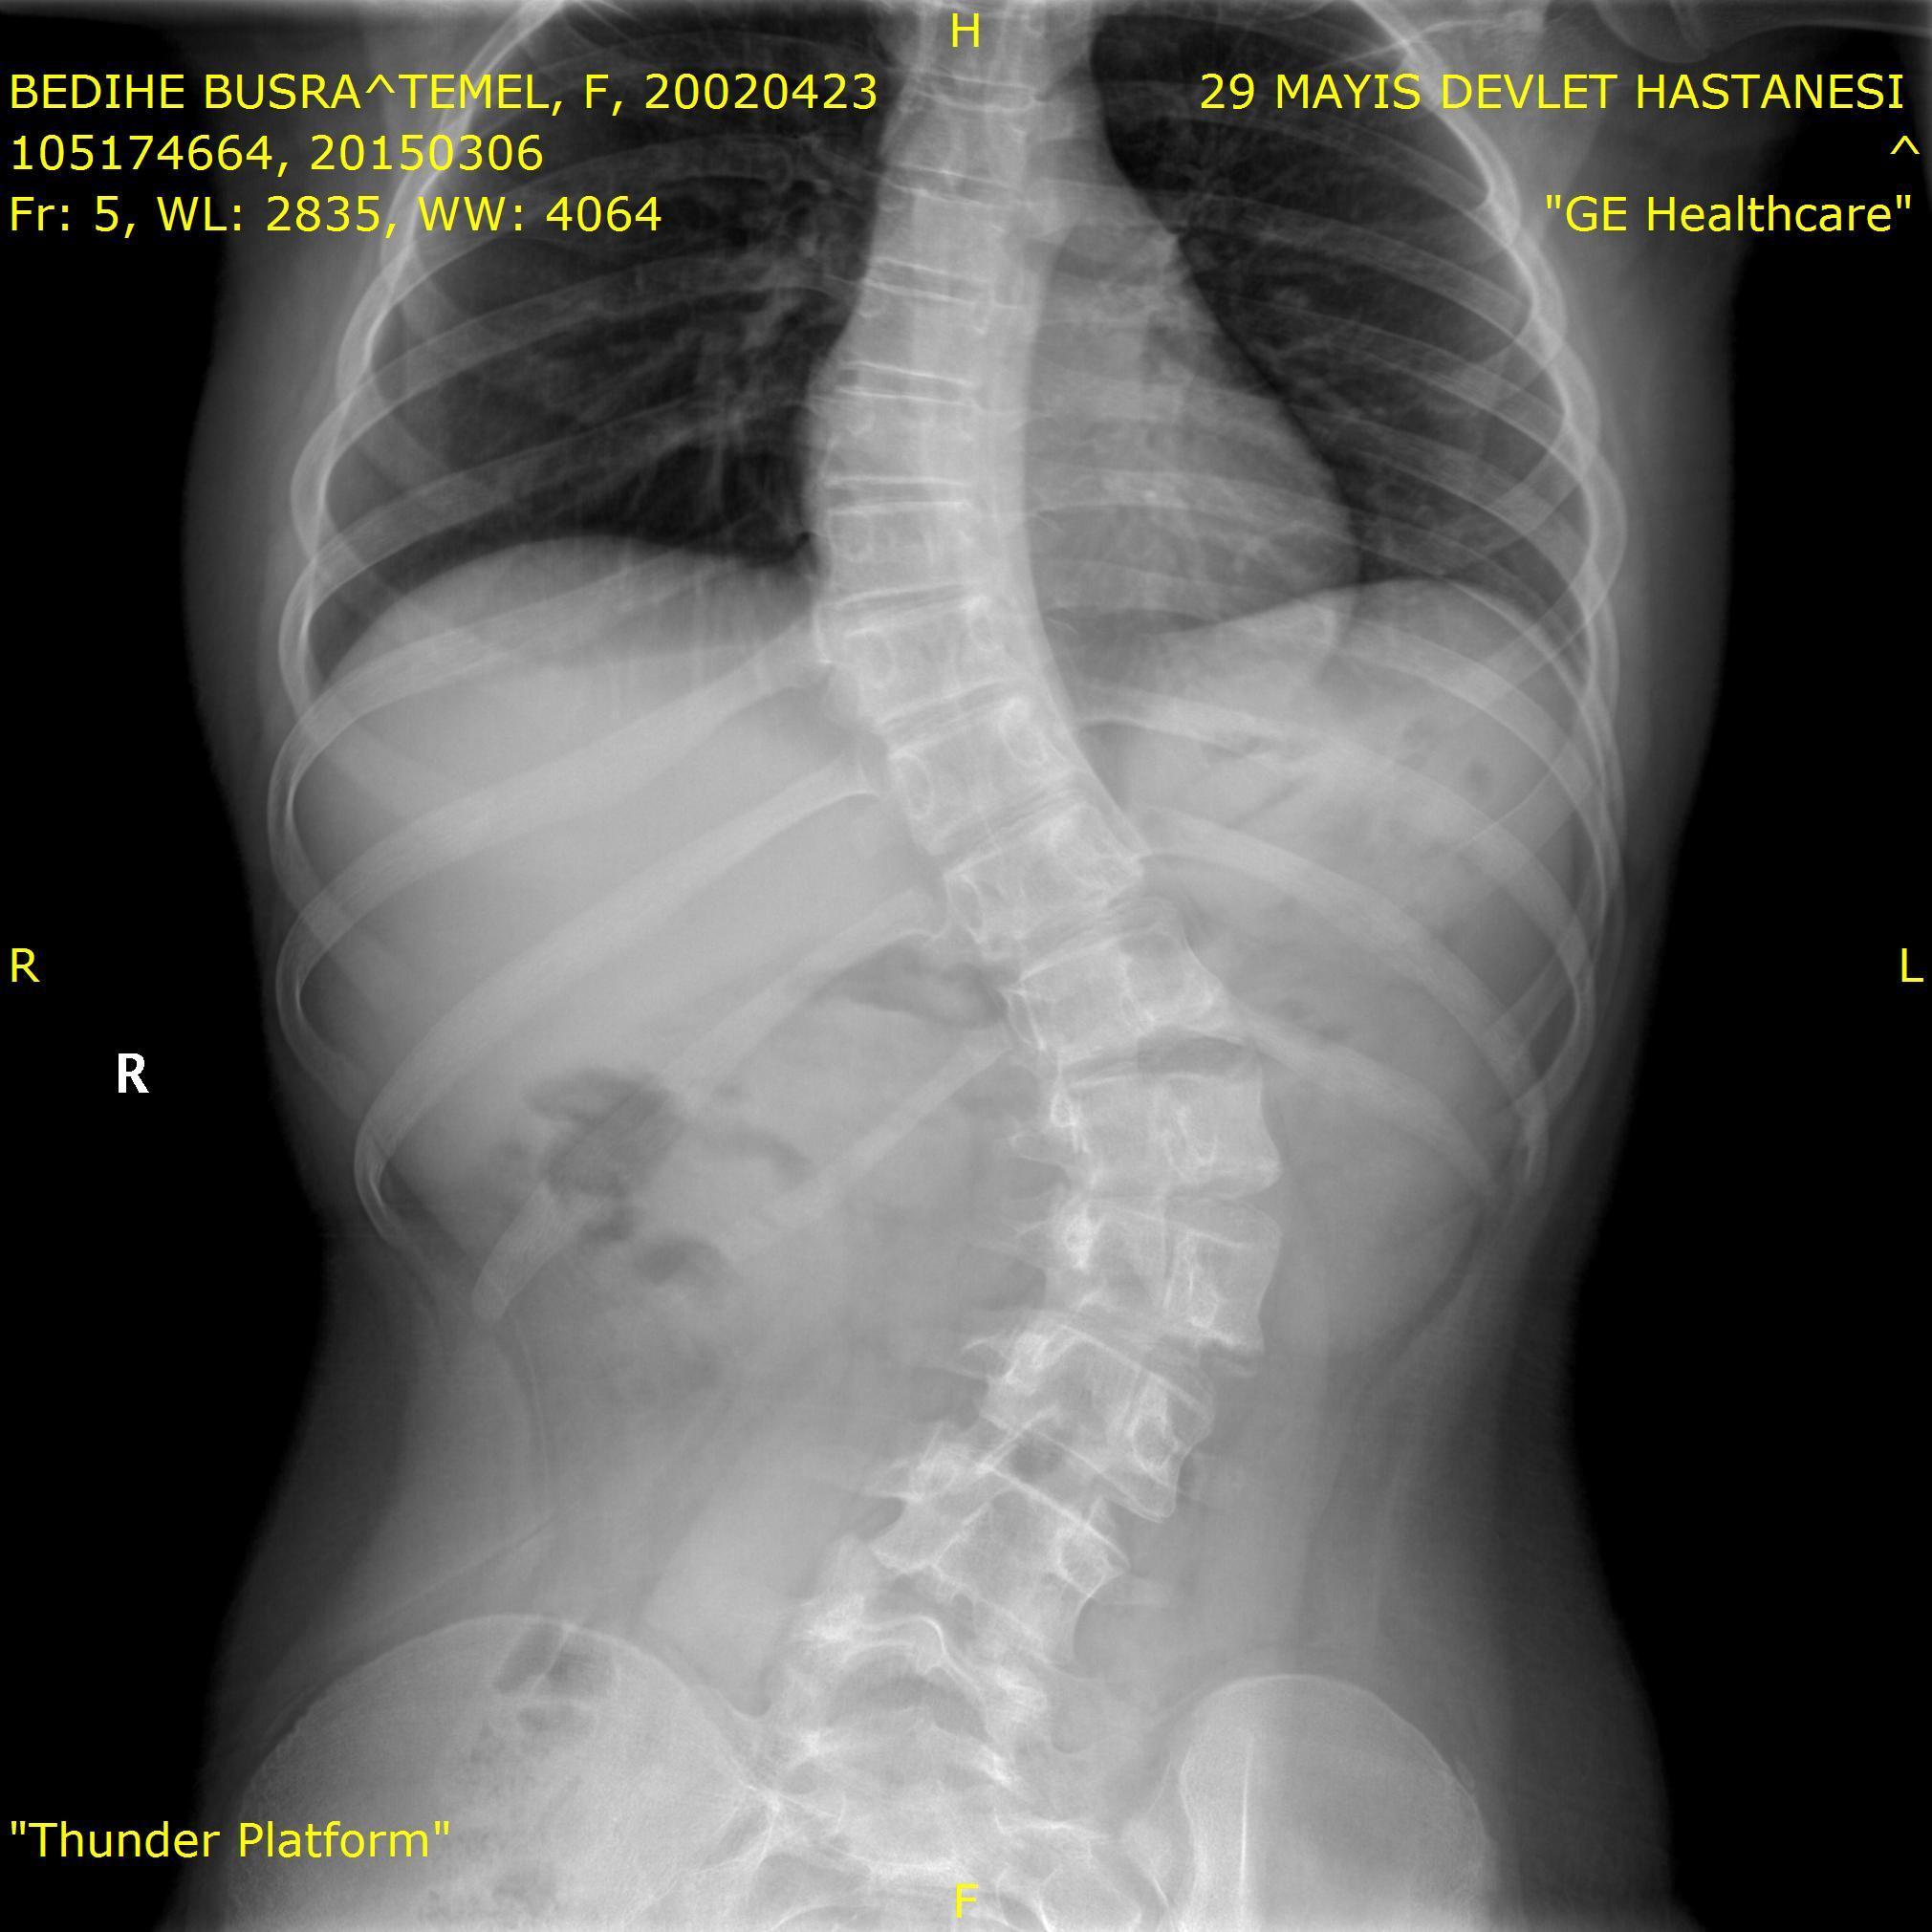 H
BEDIHE BUSRA^TEMEL, F, 20020423
105174664, 20150306
Fr: 5, WL: 2835, WW: 4064
29 MAYIS DEVLET HASTANESI
^
"GE Healthcare"
R
L
R
"Thunder Platform"
F